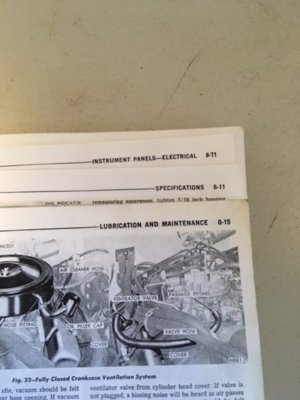 INSTRUMENT PANELS—ELECTRICAL 8-71
SPECIFICATIONS 6-11
DIAL INDICATOR remeasuring squareness, tighten 7/16 inch housing
LUBRICATION AND MAINTENANCE 0-15
AIR CLEANER HOSE
VENTILATOR VALVE
PASSAGE FITTING
HOSE FITTING
OIL FILLER CAP
VALVE HOSE
COVER
COVER
Fig. 22—Fully Closed Crankcase Ventilation System
idle, vacuum should be felt ventilator valve from cylinder head cover. If valve is
hose opening. If vacuum not plugged, a hissing noise will be heard as air passes